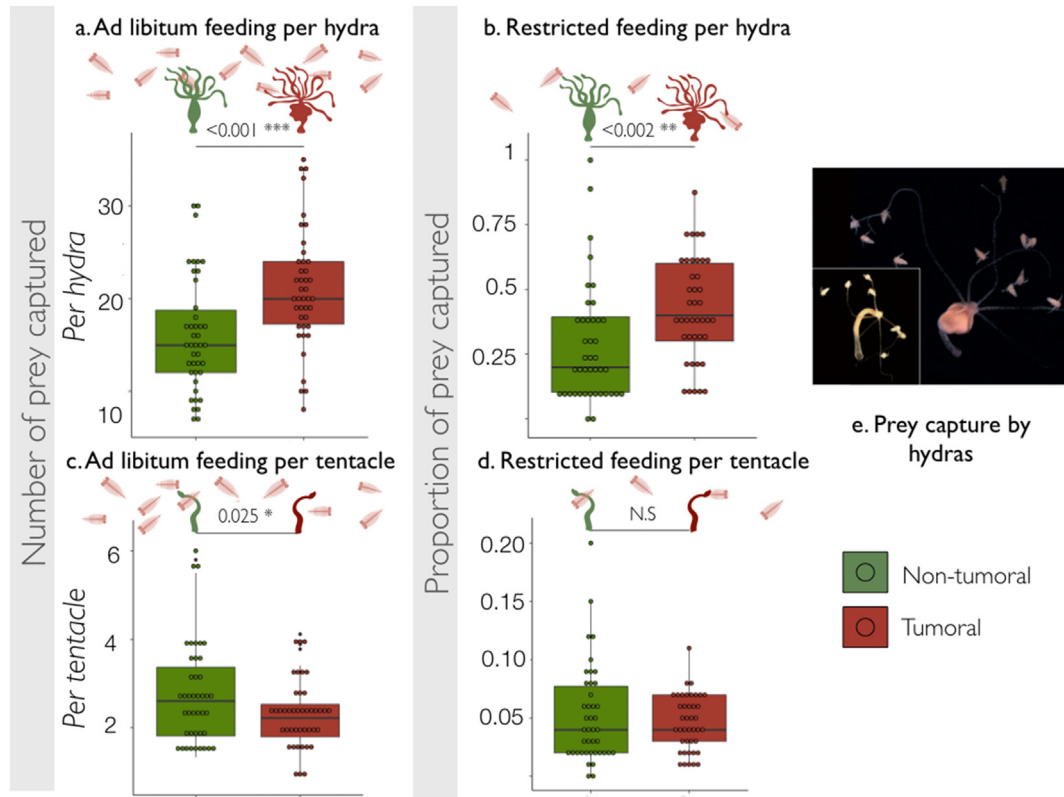 a. Ad libitum feeding per hydra
b. Restricted feeding per hydra
<0.001 ***
<0.002 **
Number of prey captured
Per hydra
30
20
10
Proportion of prey captured
1
0.75
0.5
0.25
e. Prey capture by
hydras
c. Ad libitum feeding per tentacle
d. Restricted feeding per tentacle
0.025 *
N.S
Per tentacle
6
4
2
0.20
0.15
0.10
0.05
Non-tumoral
Tumoral